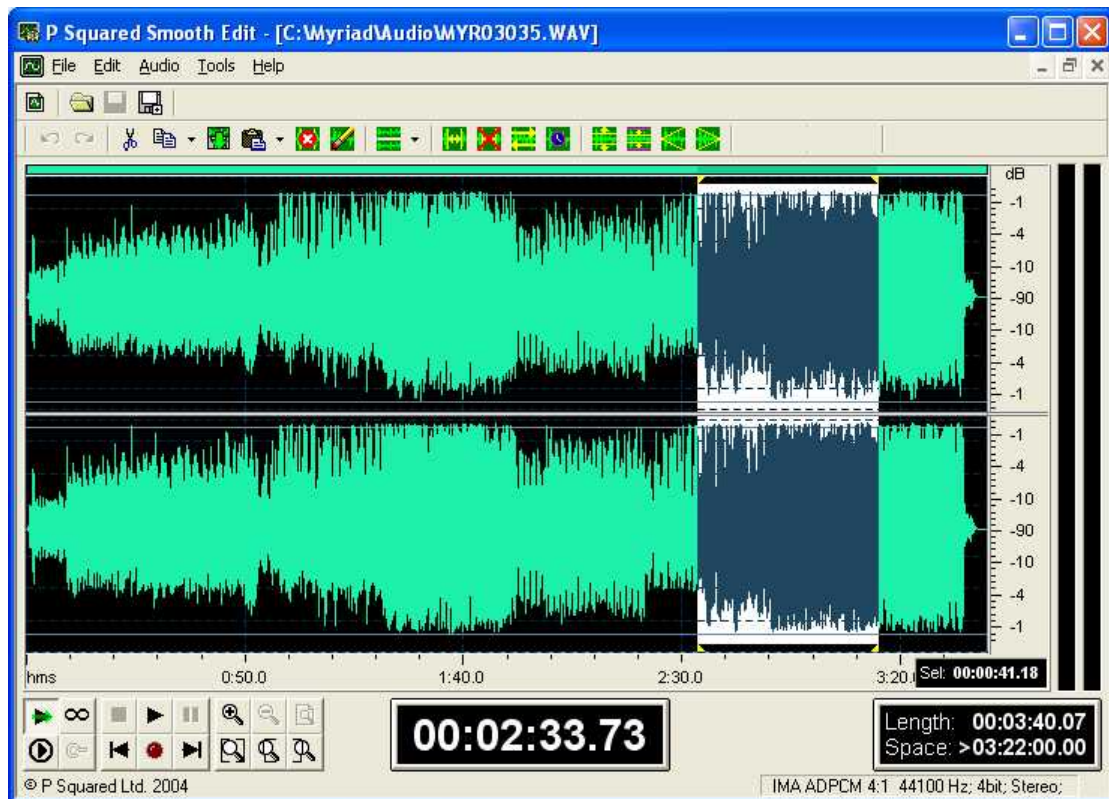 P Squared Smooth Edit - [C:\Myriad\Audio\MYR03035.WAV]
File Edit Audio Tools Help
dB
-1
-4
-10
-90
-10
-4
-1
-1
-4
-10
-90
-10
-4
-1
hms 0:50.0 1:40.0 2:30.0 3:20. Sel: 00:00:41.18
00:02:33.73
Length: 00:03:40.07
Space: >03:22:00.00
© P Squared Ltd. 2004
IMA ADPCM 4:1 44100 Hz; 4bit; Stereo;